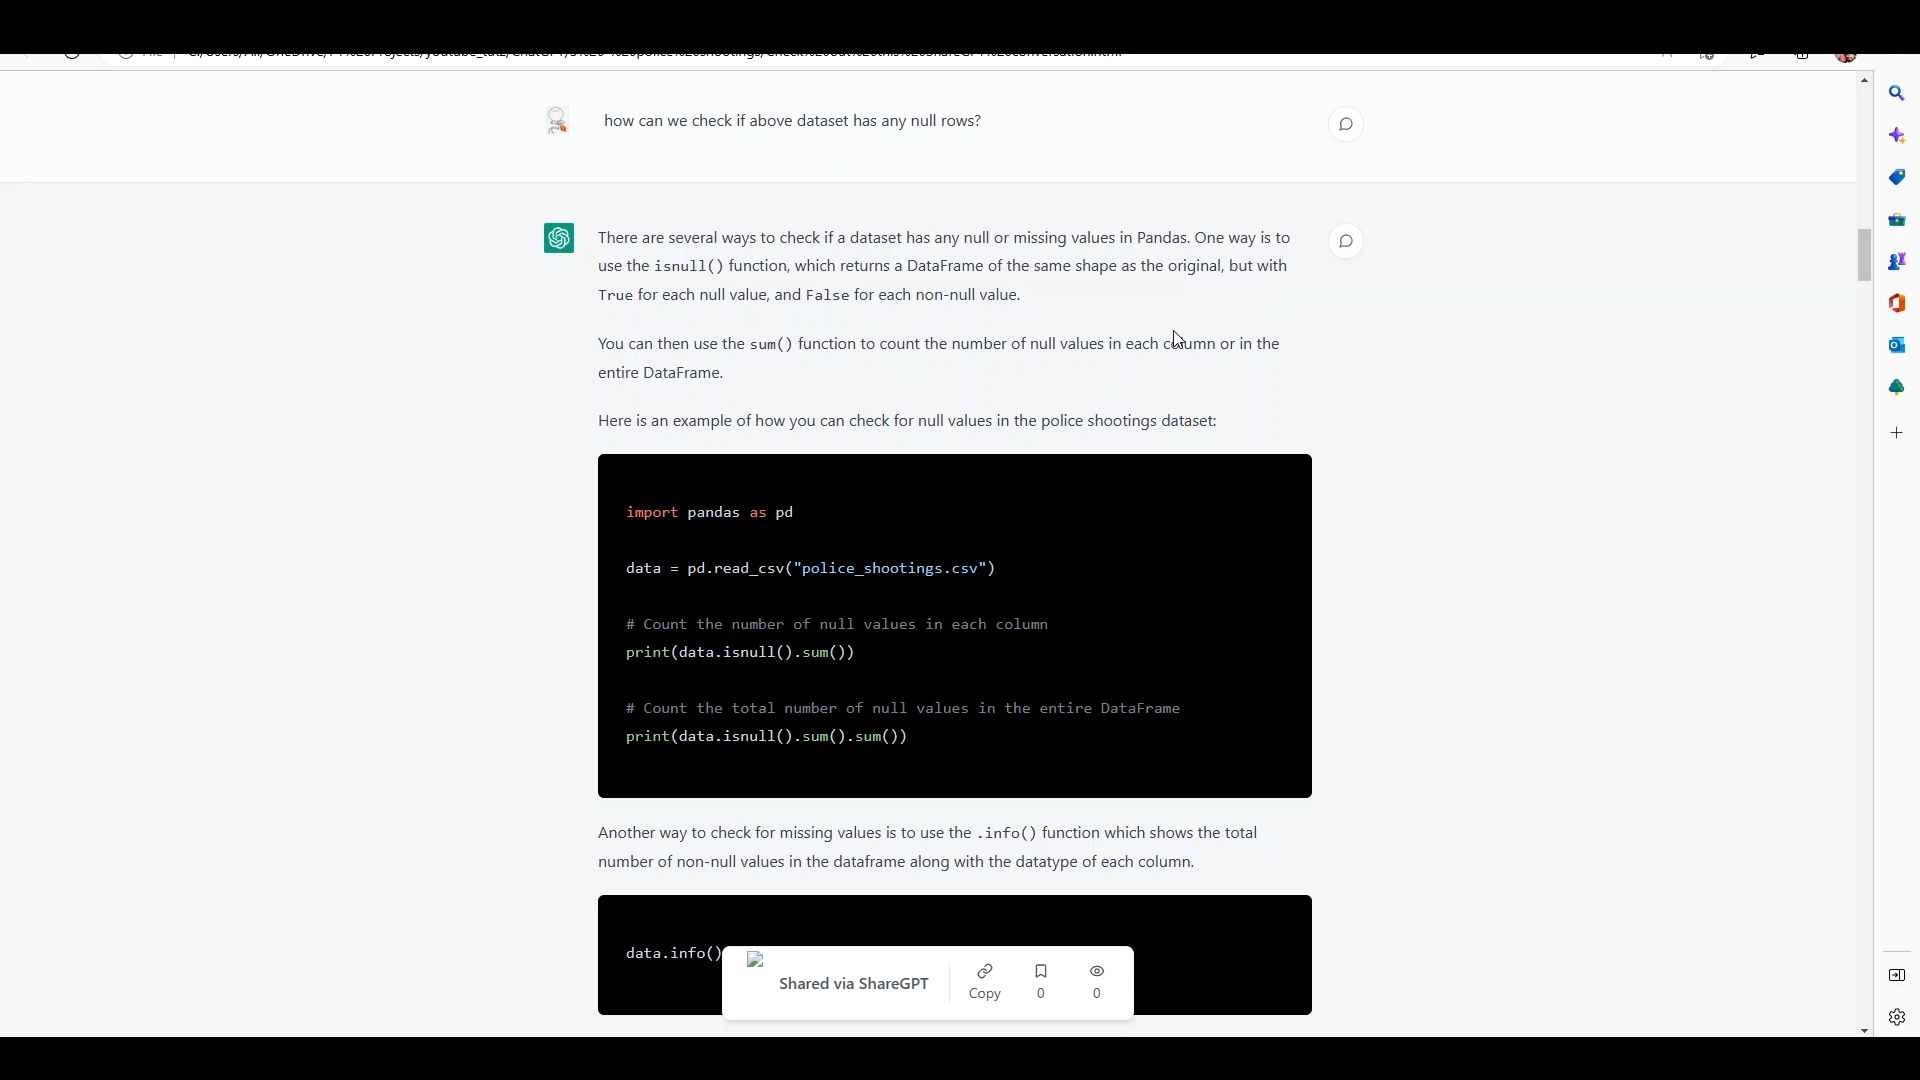 how can we check if above dataset has any null rows?
There are several ways to check if a dataset has any null or missing values in Pandas. One way is to
use the isnull() function, which returns a DataFrame of the same shape as the original, but with
True for each null value, and False for each non-null value.
You can then use the sum() function to count the number of null values in each column or in the
entire DataFrame.
Here is an example of how you can check for null values in the police shootings dataset:
import pandas as pd
data = pd.read_csv("police_shootings.csv")
# Count the number of null values in each column
print(data.isnull().sum())
# Count the total number of null values in the entire DataFrame
print(data.isnull().sum().sum())
Another way to check for missing values is to use the .info() function which shows the total
number of non-null values in the dataframe along with the datatype of each column.
data.info()
Shared via ShareGPT
Copy
0
0